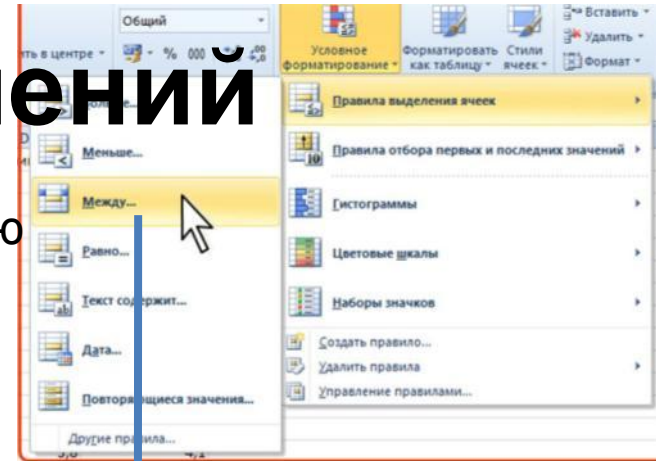 Общий
Вставить
Удалить
Формат
% 000
Условное форматирование
Форматировать как таблицу
Стили ячеек
ть в центре
ений
Правила выделения ячеек
Правила отбора первых и последних значений
Гистограммы
Цветовые шкалы
Наборы значков
Создать правило...
Удалить правила
Управление правилами...
Меньше...
Между...
ю
Равно...
Текст содержит...
Дата...
Повторяющиеся значения...
Другие правила...